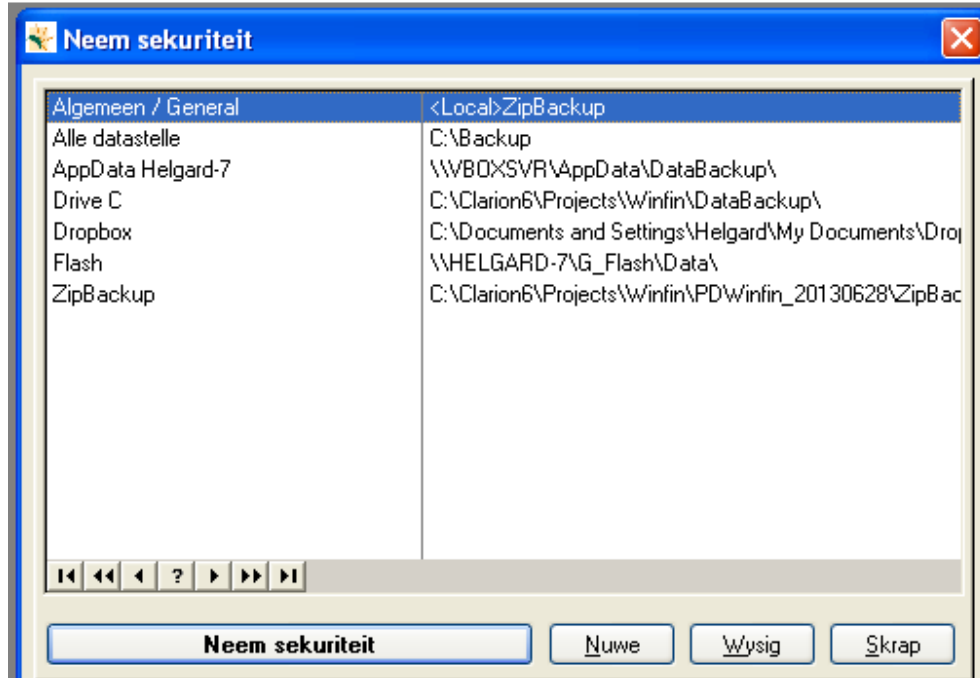 Neem sekuriteit
Algemeen / General <Local>ZipBackup
Alle datastelle C:\Backup
AppData Helgard-7 \\VBOXSVR\AppData\DataBackup\
Drive C C:\Clarion6\Projects\Winfin\DataBackup\
Dropbox C:\Documents and Settings\Helgard\My Documents\Drop
Flash \\HELGARD-7\G_Flash\Data\
ZipBackup C:\Clarion6\Projects\Winfin\PDWinfin_20130628\ZipBac
?
Neem sekuriteit Nuwe Wysig Skrap